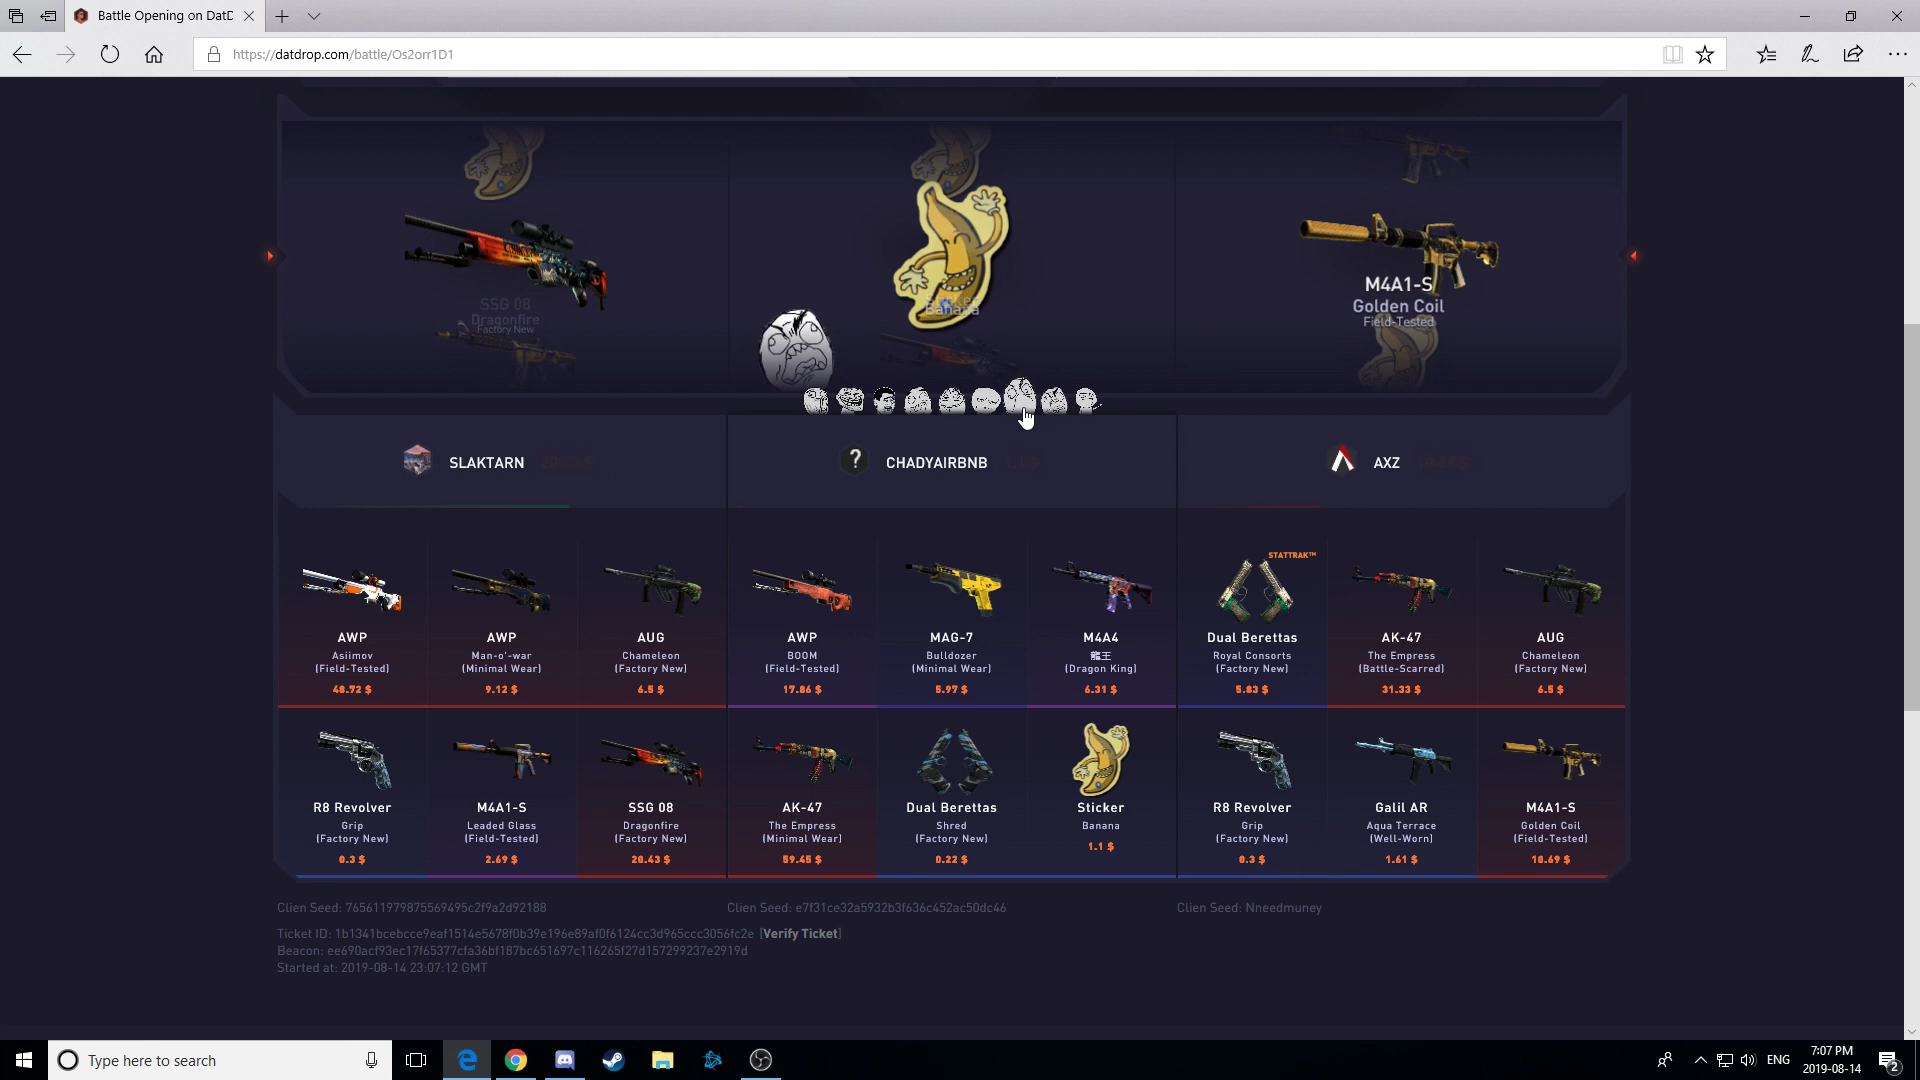 Battle Opening on DatD
https://datdrop.com/battle/Os2orr1D1
SSG 08
Dragonfire
Factory New
Banana
M4A1-S
Golden Coil
Field-Tested
SLAKTARN
? CHADYAIRBNB 1.1 $
AXZ
AWP
Asiimov
(Field-Tested)
48.72 $
AWP
Man-o'-war
(Minimal Wear)
9.12 $
AUG
Chameleon
(Factory New)
6.5 $
AWP
BOOM
(Field-Tested)
17.86 $
MAG-7
Bulldozer
(Minimal Wear)
5.97 $
M4A4
龍王
(Dragon King)
6.31 $
STATTRAK™
Dual Berettas
Royal Consorts
(Factory New)
5.83 $
AK-47
The Empress
(Battle-Scarred)
31.33 $
AUG
Chameleon
(Factory New)
6.5 $
R8 Revolver
Grip
(Factory New)
0.3 $
M4A1-S
Leaded Glass
(Field-Tested)
2.69 $
SSG 08
Dragonfire
(Factory New)
20.43 $
AK-47
The Empress
(Minimal Wear)
59.45 $
Dual Berettas
Shred
(Factory New)
0.22 $
Sticker
Banana
1.1 $
R8 Revolver
Grip
(Factory New)
0.3 $
Galil AR
Aqua Terrace
(Well-Worn)
1.61 $
M4A1-S
Golden Coil
(Field-Tested)
10.69 $
Clien Seed: 765611979875569495c2f9a2d92188
Clien Seed: e7f31ce32a5932b3f636c452ac50dc46
Clien Seed: Nneedmuney
Ticket ID: 1b1341bcebcce9eaf1514e5678f0b39e196e89af0f6124cc3d965ccc3056fc2e [Verify Ticket]
Beacon: ee690acf93ec17f65377cfa36bf187bc651697c116265f27d157299237e2919d
Started at: 2019-08-14 23:07:12 GMT
Type here to search
ENG
7:07 PM
2019-08-14
2